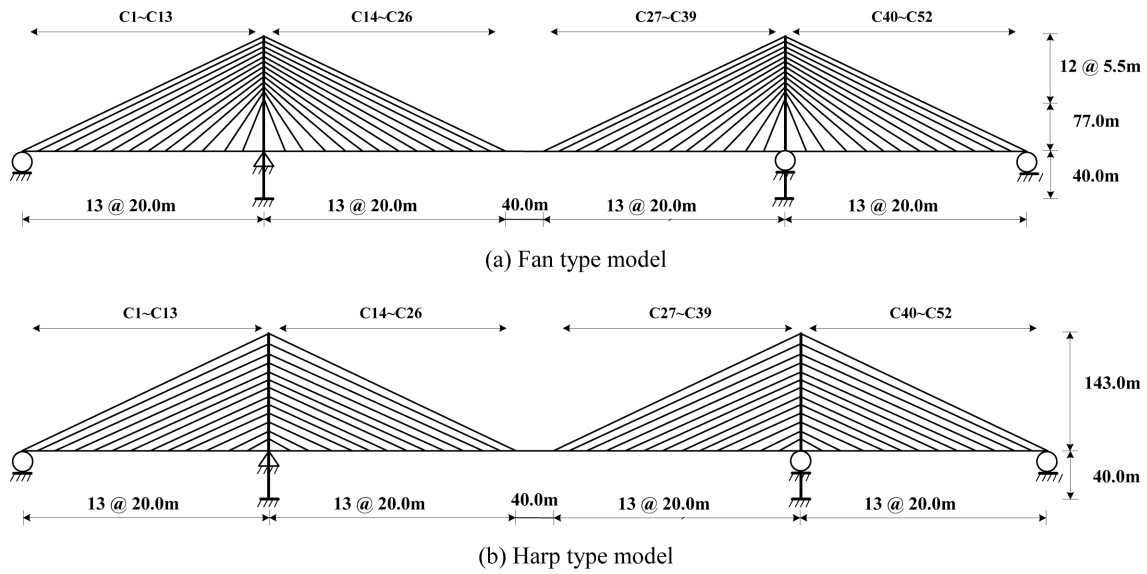 C1~C13 C14~C26 C27~C39 C40~C52
12 @ 5.5m
77.0m
40.0m
13 @ 20.0m 13 @ 20.0m 40.0m 13 @ 20.0m 13 @ 20.0m
(a) Fan type model
C1~C13 C14~C26 C27~C39 C40~C52
143.0m
40.0m
13 @ 20.0m 13 @ 20.0m 40.0m 13 @ 20.0m 13 @ 20.0m
(b) Harp type model